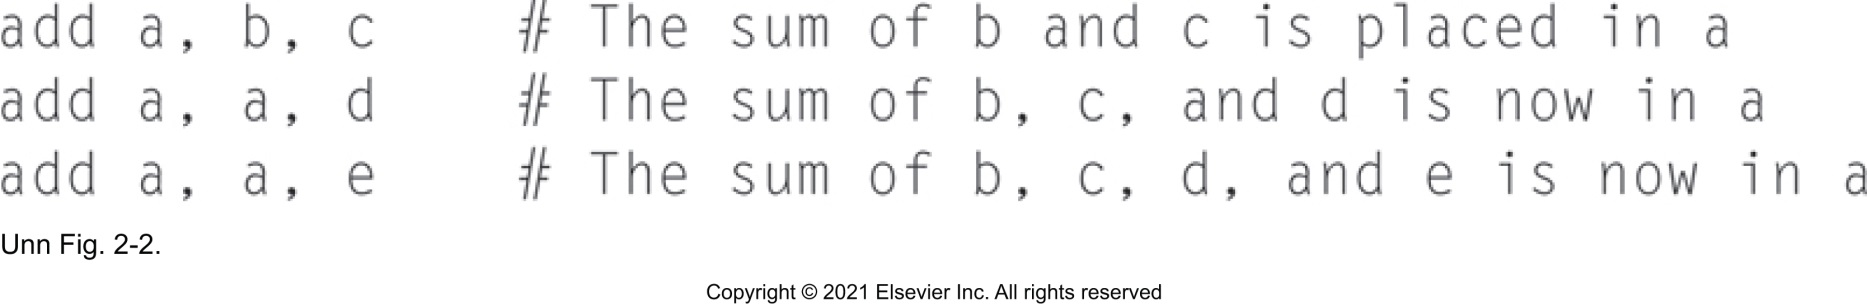 add a, b, c # The sum of b and c is placed in a
add a, a, d # The sum of b, c, and d is now in a
add a, a, e # The sum of b, c, d, and e is now in a
Unn Fig. 2-2.
Copyright © 2021 Elsevier Inc. All rights reserved